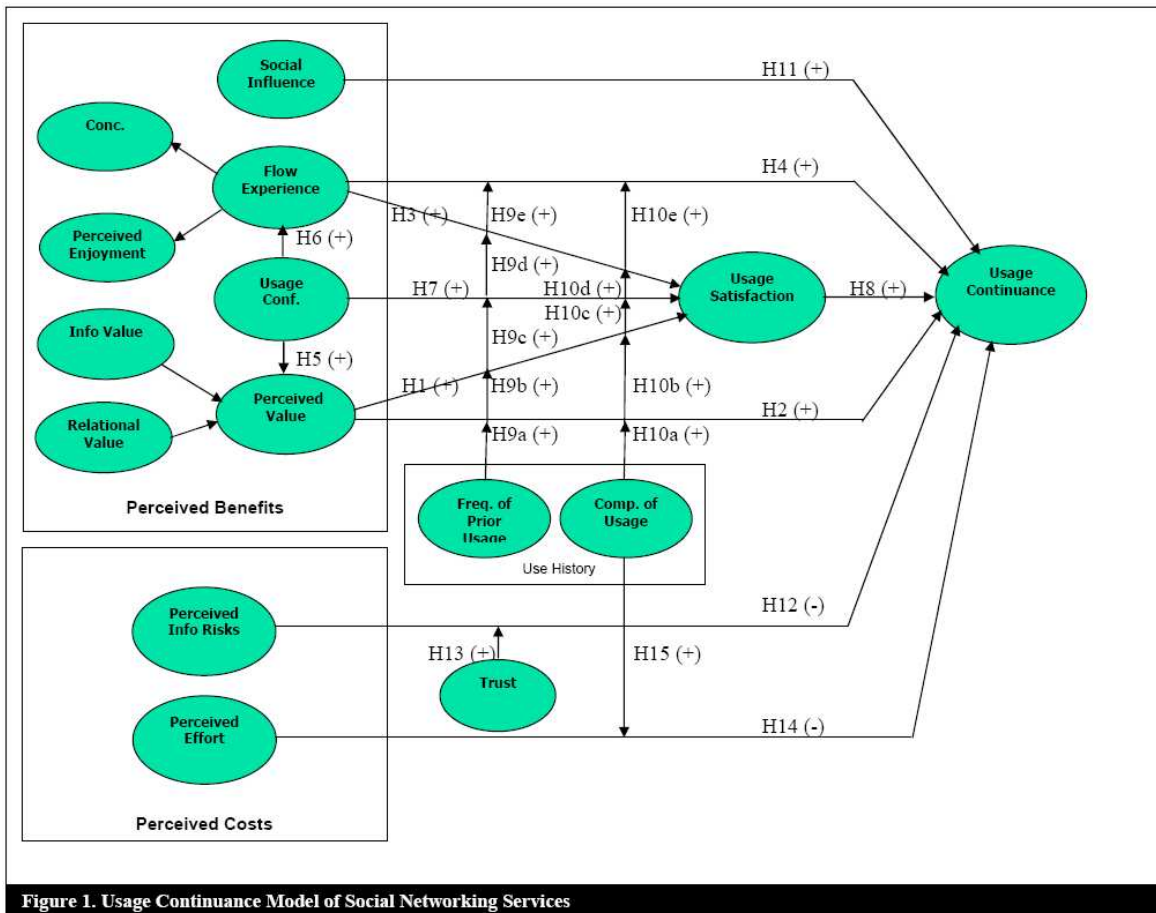 Social
Influence
H11 (+)
Conc.
Flow
Experience
H4 (+)
H3 (+)
H9e (+)
H10e (+)
Perceived
Enjoyment
H6 (+)
H9d (+)
Usage
Conf.
H7 (+)
H10d (+)
Usage
Satisfaction
H8 (+)
Usage
Continuance
H10c (+)
Info Value
H9c (+)
H5 (+)
H1 (+)
H9b (+)
H10b (+)
Perceived
Value
H2 (+)
Relational
Value
H9a (+)
H10a (+)
Perceived Benefits
Freq. of
Prior
Usage
Comp. of
Usage
Use History
Perceived
Info Risks
H12 (-)
H13 (+)
H15 (+)
Trust
Perceived
Effort
H14 (-)
Perceived Costs
Figure 1. Usage Continuance Model of Social Networking Services